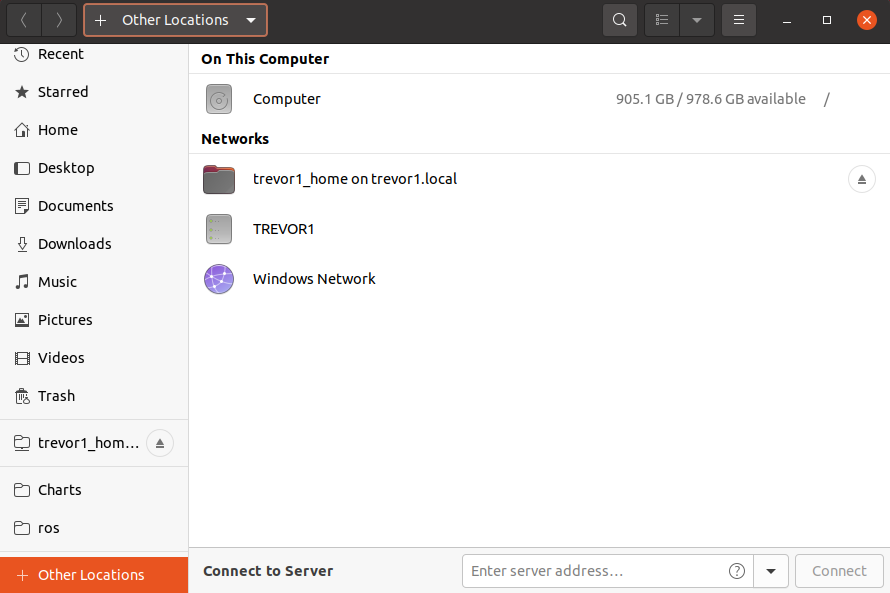 Other Locations
Recent
Starred
Home
Desktop
Documents
Downloads
Music
Pictures
Videos
Trash
trevor1_hom...
Charts
ros
Other Locations
On This Computer
Computer 905.1 GB / 978.6 GB available /
Networks
trevor1_home on trevor1.local
TREVOR1
Windows Network
Connect to Server Enter server address... Connect